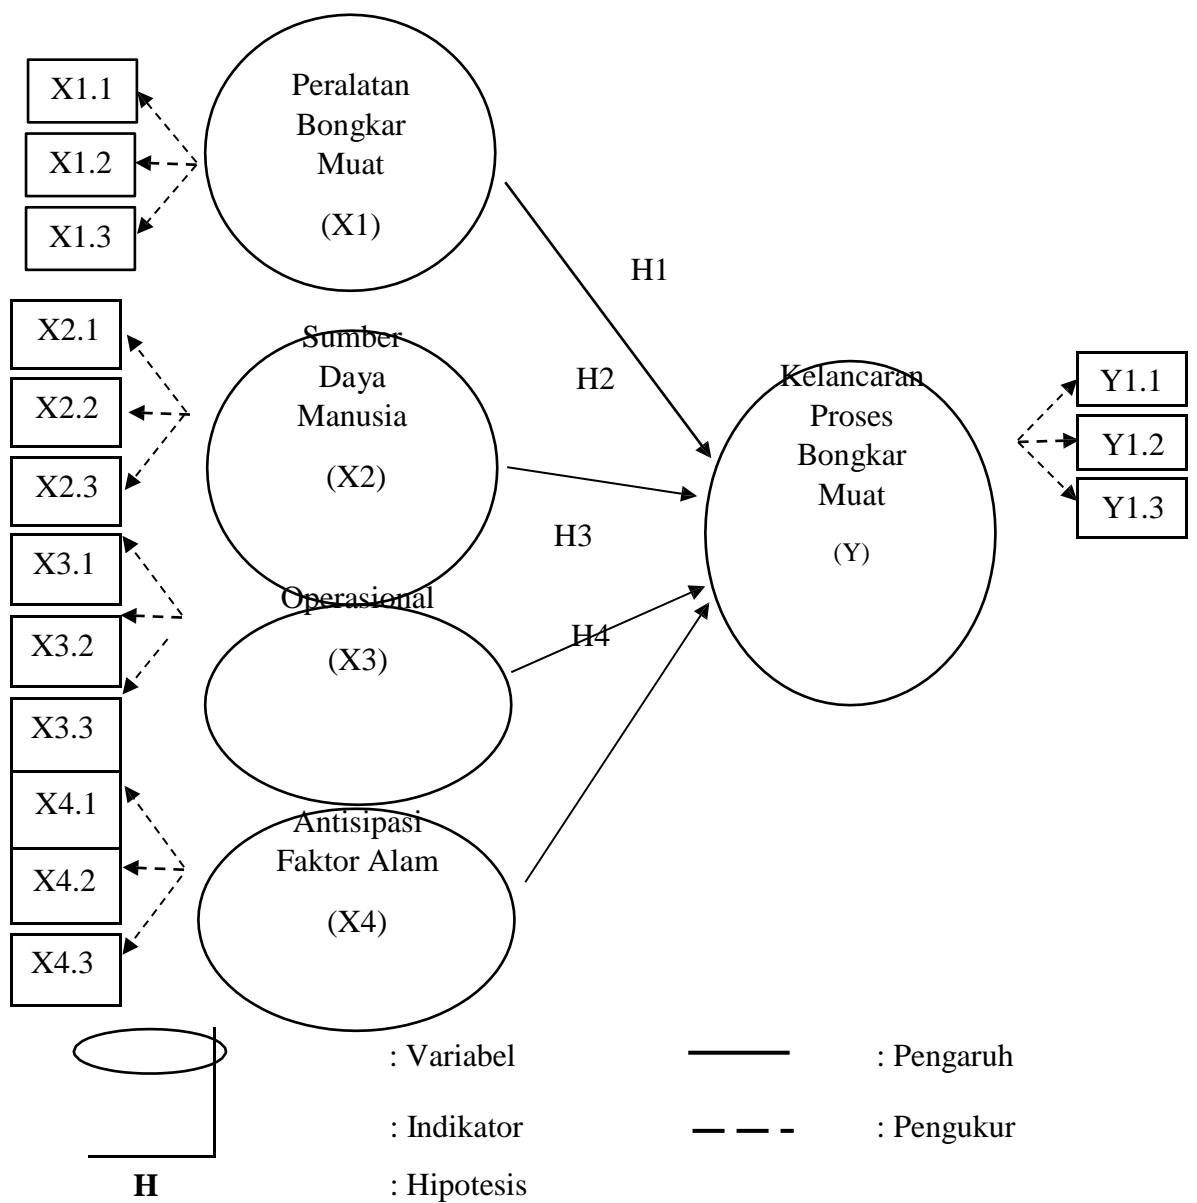 X1.1
X1.2
X1.3
Peralatan
Bongkar
Muat
(X1)
H1
X2.1
X2.2
X2.3
Sumber
Daya
Manusia
(X2)
H2
X3.1
X3.2
X3.3
Operasional
(X3)
H3
X4.1
X4.2
X4.3
Antisipasi
Faktor Alam
(X4)
H4
Kelancaran
Proses
Bongkar
Muat
(Y)
Y1.1
Y1.2
Y1.3
: Variabel
: Pengaruh
: Indikator
: Pengukur
H : Hipotesis